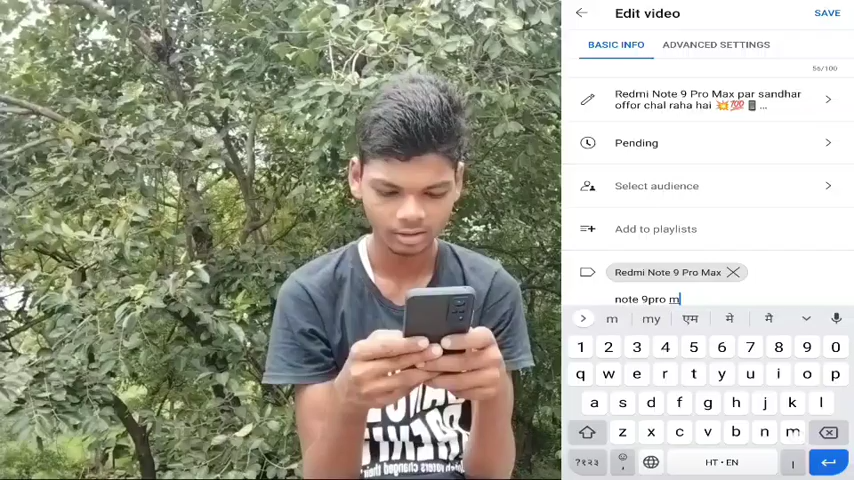 Edit video
SAVE
BASIC INFO
ADVANCED SETTINGS
56/100
Redmi Note 9 Pro Max par sandhar
offor chal raha hai 💥💯📱...
Pending
Select audience
Add to playlists
Redmi Note 9 Pro Max
note 9pro m
m my एम मे मै
1 2 3 4 5 6 7 8 9 0
q w e r t y u i o p
a s d f g h j k l
z x c v b n m
?१२३ , HT • EN ।
changed their